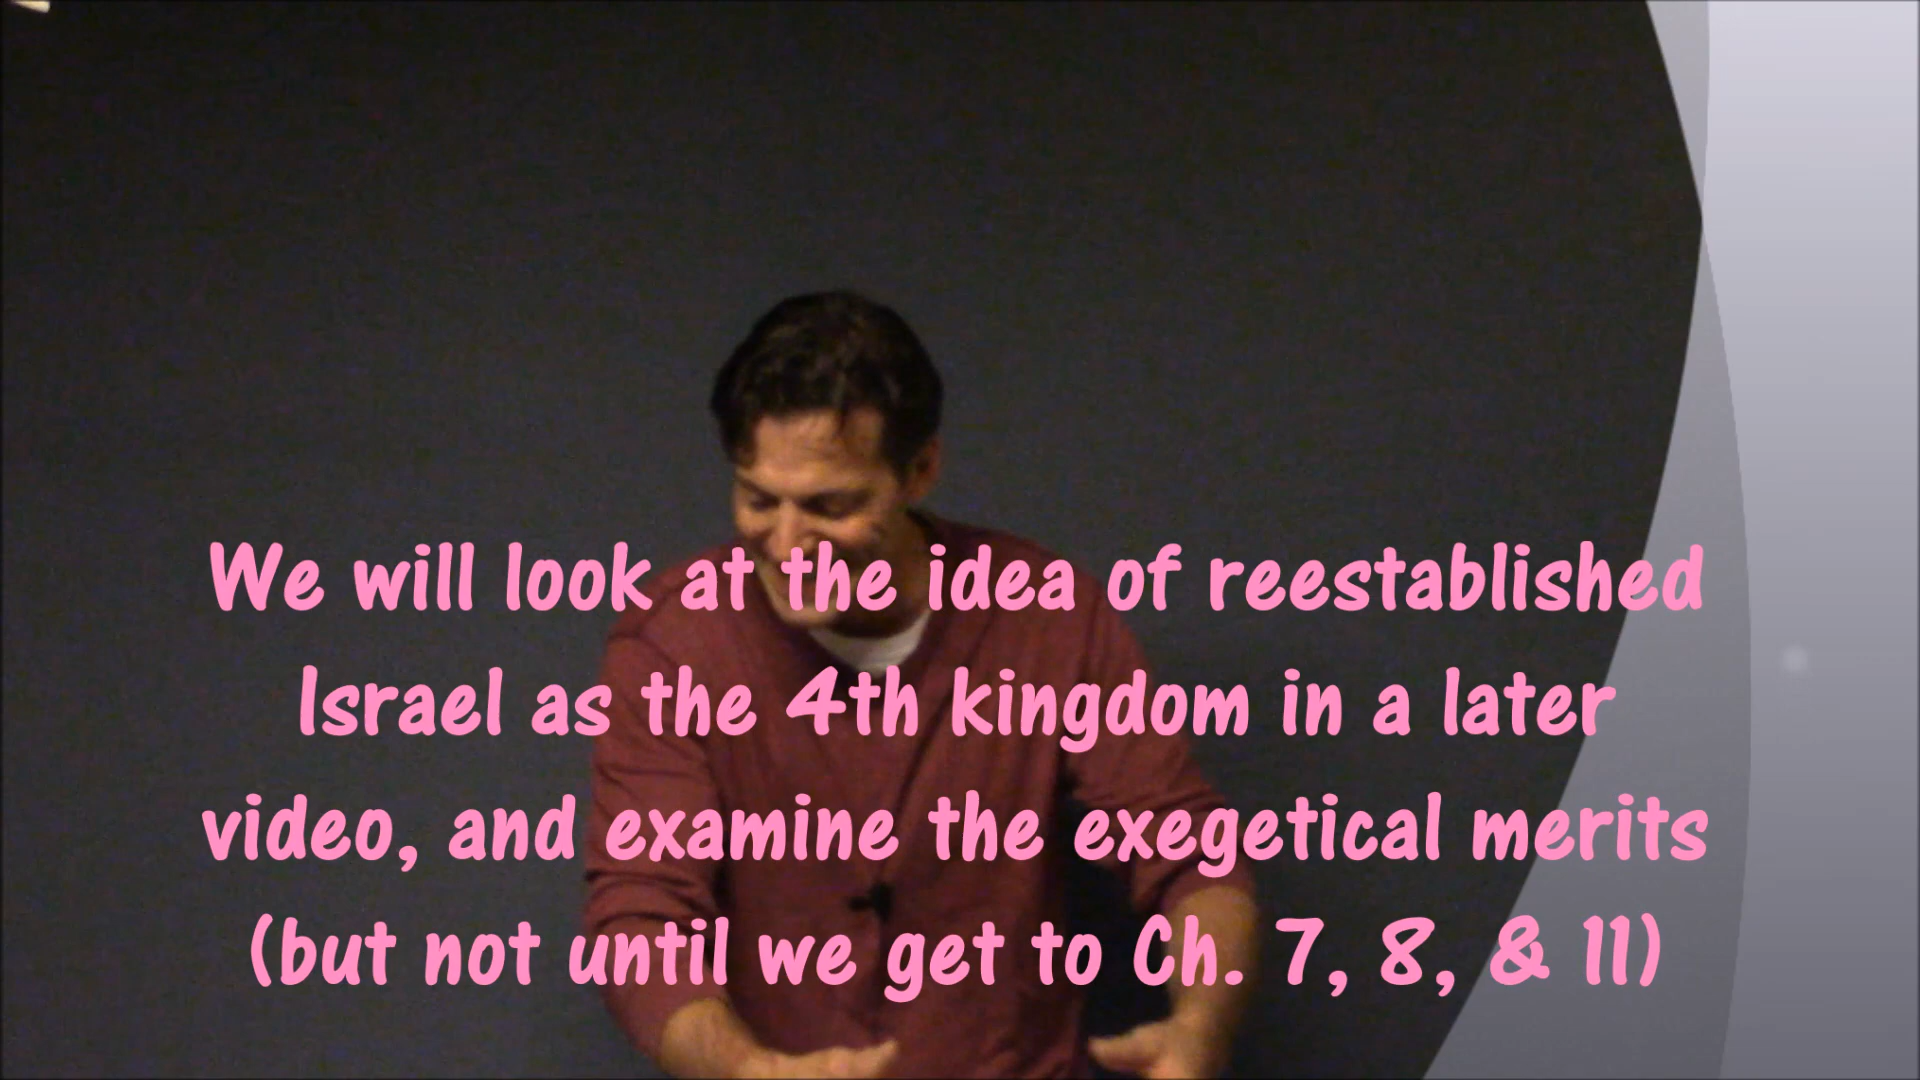 We will look at the idea of reestablished
Israel as the 4th kingdom in a later
video, and examine the exegetical merits
(but not until we get to Ch. 7, 8, & 11)